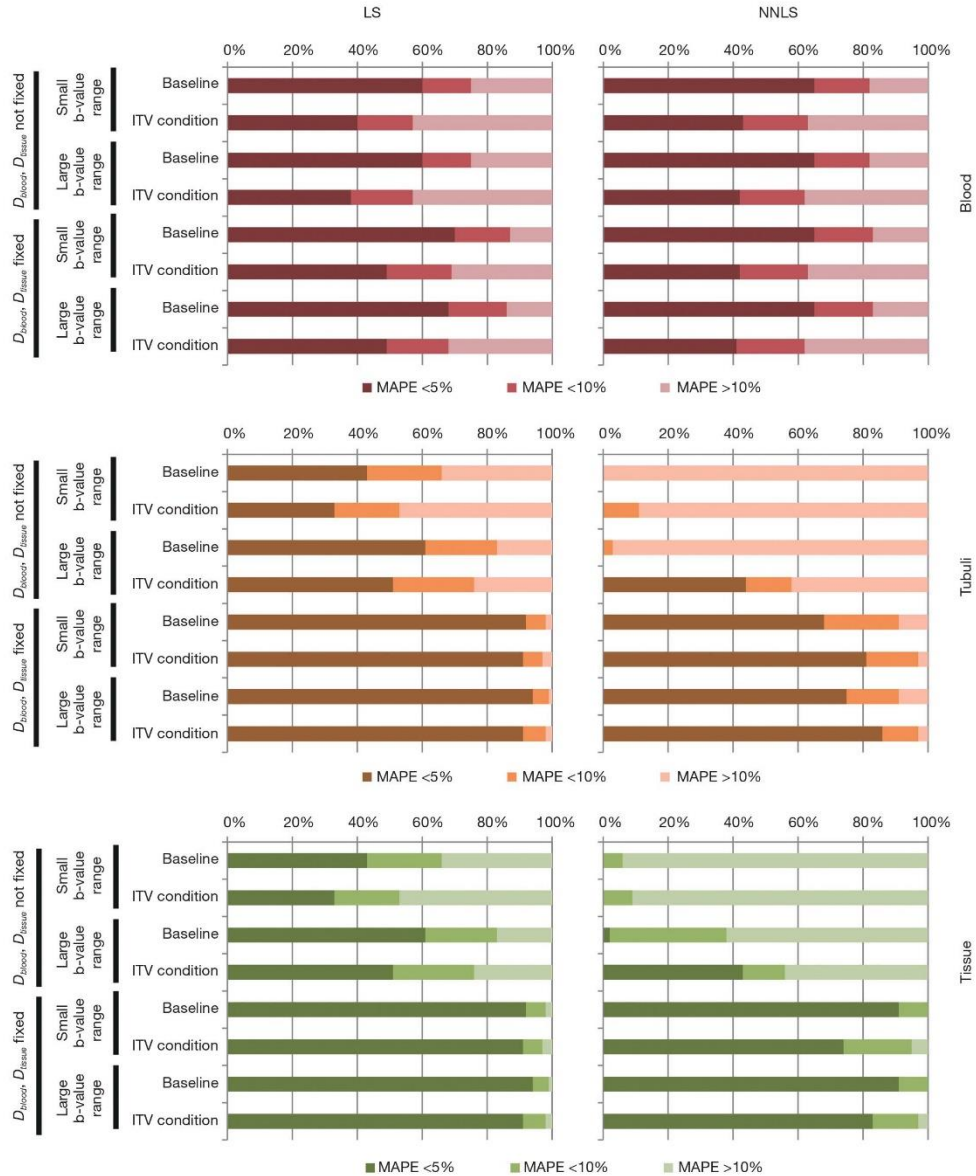 LS NNLS
0% 20% 40% 60% 80% 100% 0% 20% 40% 60% 80% 100%
D_blood, D_tissue not fixed
Small b-value range
Baseline
ITV condition
Large b-value range
Baseline
ITV condition
D_blood, D_tissue fixed
Small b-value range
Baseline
ITV condition
Large b-value range
Baseline
ITV condition
Blood
MAPE <5% MAPE <10% MAPE >10%
0% 20% 40% 60% 80% 100% 0% 20% 40% 60% 80% 100%
D_blood, D_tissue not fixed
Small b-value range
Baseline
ITV condition
Large b-value range
Baseline
ITV condition
D_blood, D_tissue fixed
Small b-value range
Baseline
ITV condition
Large b-value range
Baseline
ITV condition
Tubuli
MAPE <5% MAPE <10% MAPE >10%
0% 20% 40% 60% 80% 100% 0% 20% 40% 60% 80% 100%
D_blood, D_tissue not fixed
Small b-value range
Baseline
ITV condition
Large b-value range
Baseline
ITV condition
D_blood, D_tissue fixed
Small b-value range
Baseline
ITV condition
Large b-value range
Baseline
ITV condition
Tissue
MAPE <5% MAPE <10% MAPE >10%